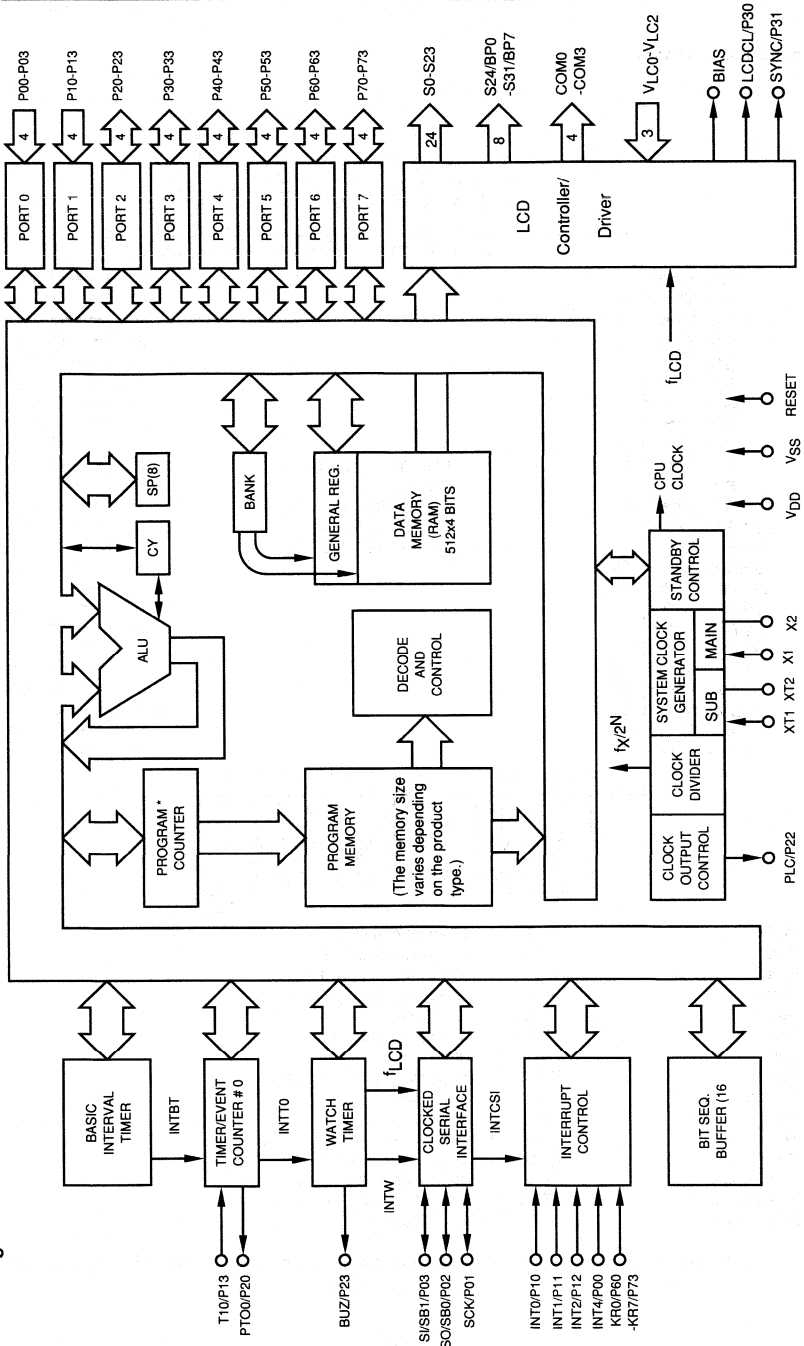 BASIC
INTERVAL
TIMER
INTBT
T10/P13
PTO0/P20
TIMER/EVENT
COUNTER # 0
INTT0
BUZ/P23
WATCH
TIMER
fLCD
INTW
SI/SB1/P03
SO/SB0/P02
SCK/P01
CLOCKED
SERIAL
INTERFACE
INTCSI
INT0/P10
INT1/P11
INT2/P12
INT4/P00
KR0/P60
-KR7/P73
INTERRUPT
CONTROL
BIT SEQ.
BUFFER (16
PROGRAM *
COUNTER
ALU
CY
SP(8)
PROGRAM
MEMORY
(The memory size
varies depending
on the product
type.)
DECODE
AND
CONTROL
BANK
GENERAL REG.
DATA
MEMORY
(RAM)
512x4 BITS
fX/2N
CLOCK
OUTPUT
CONTROL
CLOCK
DIVIDER
SYSTEM CLOCK
GENERATOR
SUB
MAIN
STANDBY
CONTROL
CPU
CLOCK
PLC/P22
XT1
XT2
X1
X2
VDD
VSS
RESET
PORT 0
4
P00-P03
PORT 1
4
P10-P13
PORT 2
4
P20-P23
PORT 3
4
P30-P33
PORT 4
4
P40-P43
PORT 5
4
P50-P53
PORT 6
4
P60-P63
PORT 7
4
P70-P73
LCD
Controller/
Driver
fLCD
24
S0-S23
8
S24/BP0
-S31/BP7
4
COM0
-COM3
3
VLC0-VLC2
BIAS
LCDCL/P30
SYNC/P31